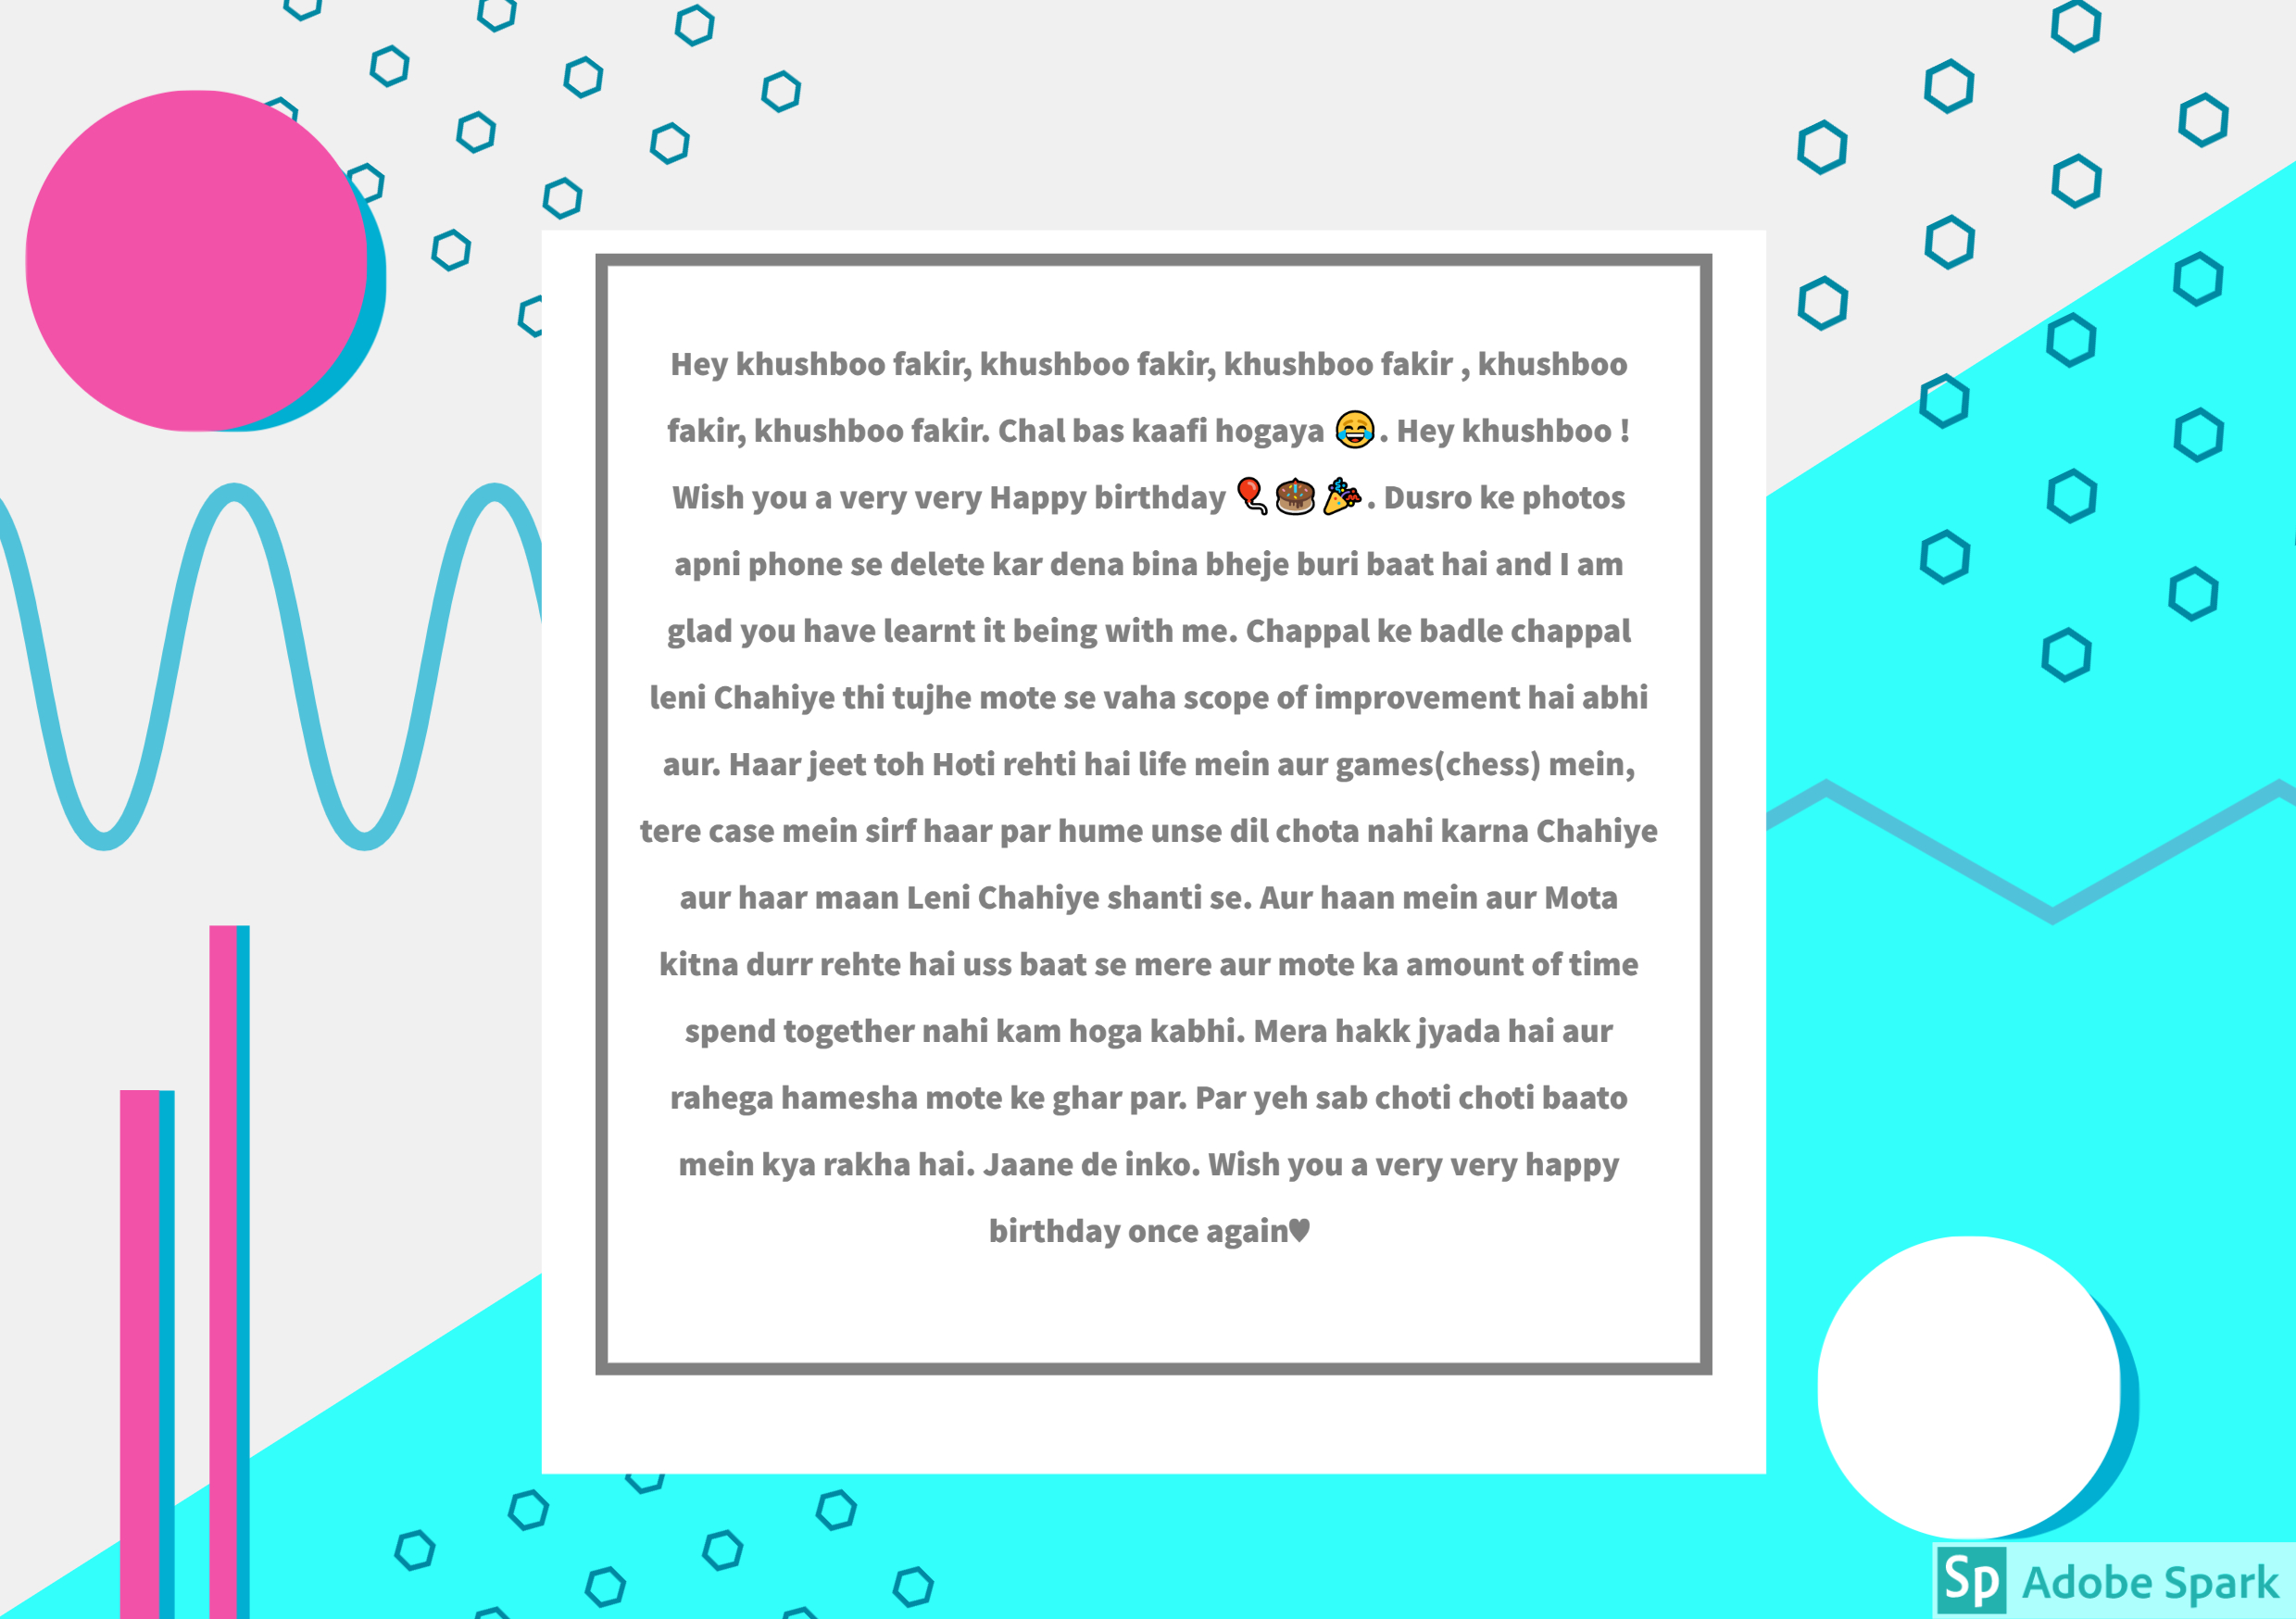 Hey khushboo fakir, khushboo fakir, khushboo fakir , khushboo
fakir, khushboo fakir. Chal bas kaafi hogaya 😂. Hey khushboo !
Wish you a very very Happy birthday 🎈🎂🎉. Dusro ke photos
apni phone se delete kar dena bina bheje buri baat hai and I am
glad you have learnt it being with me. Chappal ke badle chappal
leni Chahiye thi tujhe mote se vaha scope of improvement hai abhi
aur. Haar jeet toh Hoti rehti hai life mein aur games(chess) mein,
tere case mein sirf haar par hume unse dil chota nahi karna Chahiye
aur haar maan Leni Chahiye shanti se. Aur haan mein aur Mota
kitna durr rehte hai uss baat se mere aur mote ka amount of time
spend together nahi kam hoga kabhi. Mera hakk jyada hai aur
rahega hamesha mote ke ghar par. Par yeh sab choti choti baato
mein kya rakha hai. Jaane de inko. Wish you a very very happy
birthday once again♥
Sp Adobe Spark